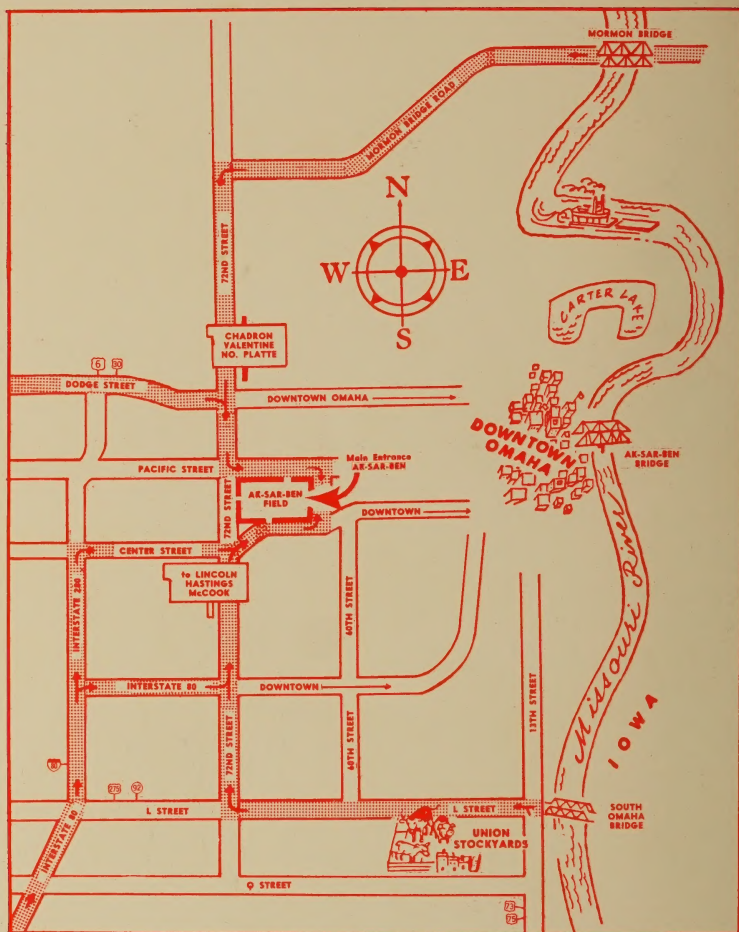 MORMON BRIDGE
MORMON BRIDGE ROAD
N
W E
S
72ND STREET
CARTER LAKE
CHADRON
VALENTINE
NO. PLATTE
6 30
DODGE STREET
DOWNTOWN OMAHA
DOWNTOWN
OMAHA
AK-SAR-BEN
BRIDGE
PACIFIC STREET
Main Entrance
AK-SAR-BEN
AK-SAR-BEN
FIELD
72ND STREET
DOWNTOWN
CENTER STREET
to LINCOLN
HASTINGS
McCOOK
INTERSTATE 280
60TH STREET
Missouri River
IOWA
INTERSTATE 80
DOWNTOWN
13TH STREET
72ND STREET
60TH STREET
80
275 92
L STREET
L STREET
SOUTH
OMAHA
BRIDGE
UNION
STOCKYARDS
INTERSTATE 80
Q STREET
73
75